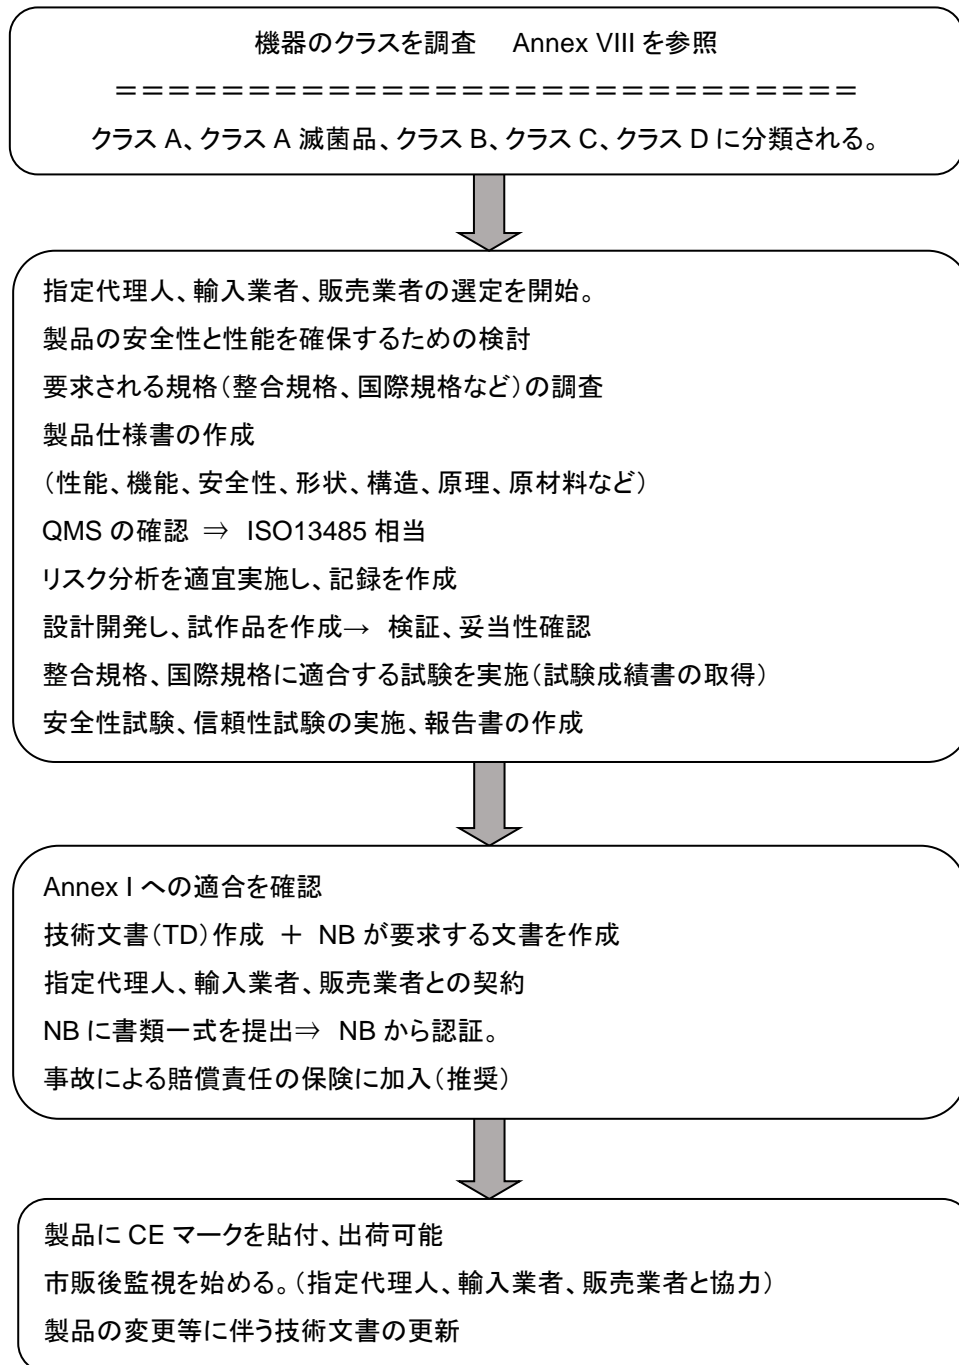 機器のクラスを調査　Annex VIII を参照
＝＝＝＝＝＝＝＝＝＝＝＝＝＝＝＝＝＝＝＝＝＝＝＝＝＝＝＝
クラス A、クラス A 滅菌品、クラス B、クラス C、クラス D に分類される。
指定代理人、輸入業者、販売業者の選定を開始。
製品の安全性と性能を確保するための検討
要求される規格（整合規格、国際規格など）の調査
製品仕様書の作成
（性能、機能、安全性、形状、構造、原理、原材料など）
QMS の確認 ⇒ ISO13485 相当
リスク分析を適宜実施し、記録を作成
設計開発し、試作品を作成→ 検証、妥当性確認
整合規格、国際規格に適合する試験を実施（試験成績書の取得）
安全性試験、信頼性試験の実施、報告書の作成
Annex I への適合を確認
技術文書（TD）作成 ＋ NB が要求する文書を作成
指定代理人、輸入業者、販売業者との契約
NB に書類一式を提出⇒ NB から認証。
事故による賠償責任の保険に加入（推奨）
製品に CE マークを貼付、出荷可能
市販後監視を始める。（指定代理人、輸入業者、販売業者と協力）
製品の変更等に伴う技術文書の更新